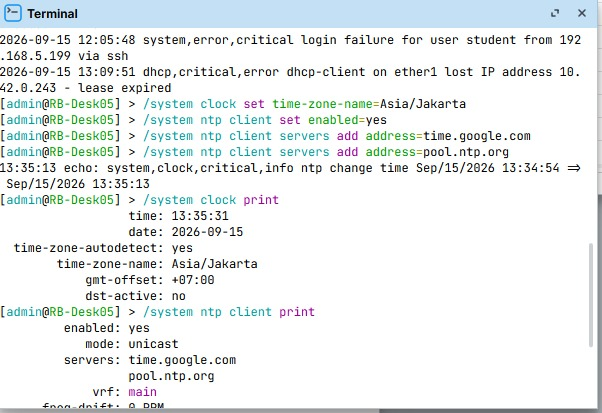 Terminal
2026-09-15 12:05:48 system,error,critical login failure for user student from 192
.168.5.199 via ssh
2026-09-15 13:09:51 dhcp,critical,error dhcp-client on ether1 lost IP address 10.
42.0.243 - lease expired
[admin@RB-Desk05] > /system clock set time-zone-name=Asia/Jakarta
[admin@RB-Desk05] > /system ntp client set enabled=yes
[admin@RB-Desk05] > /system ntp client servers add address=time.google.com
[admin@RB-Desk05] > /system ntp client servers add address=pool.ntp.org
13:35:13 echo: system,clock,critical,info ntp change time Sep/15/2026 13:34:54 =>
 Sep/15/2026 13:35:13
[admin@RB-Desk05] > /system clock print
time: 13:35:31
date: 2026-09-15
time-zone-autodetect: yes
time-zone-name: Asia/Jakarta
gmt-offset: +07:00
dst-active: no
[admin@RB-Desk05] > /system ntp client print
enabled: yes
mode: unicast
servers: time.google.com
pool.ntp.org
vrf: main
freq-drift: 0 PPM